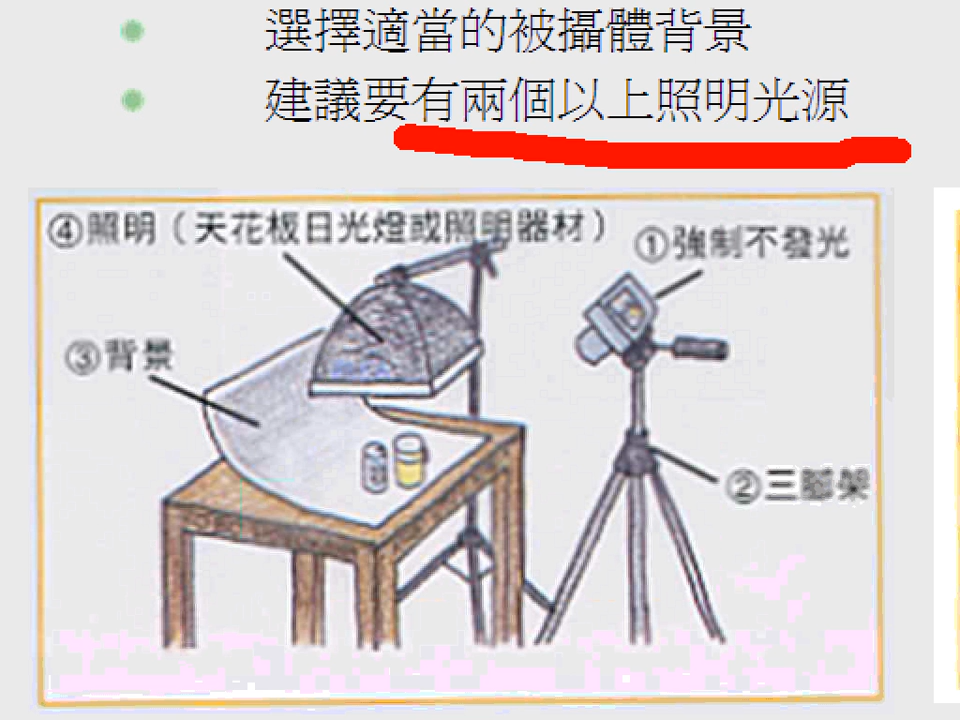 選擇適當的被攝體背景
建議要有兩個以上照明光源
④照明（天花板日光燈或照明器材）
①強制不發光
③背景
②三腳架